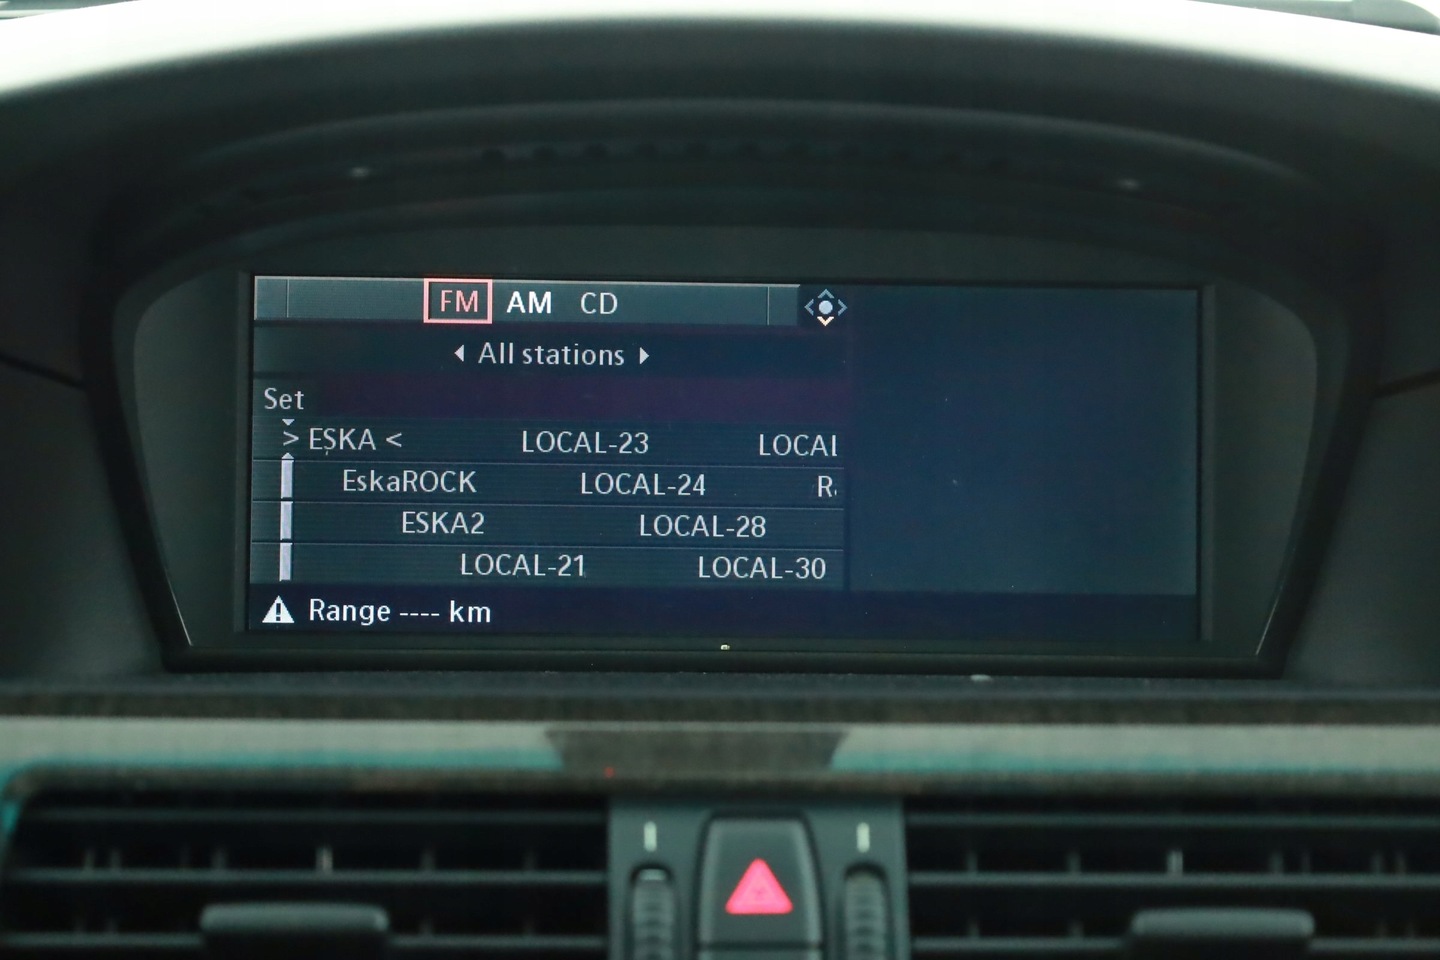 FM AM CD
All stations
Set
> ESKA < LOCAL-23
EskaROCK LOCAL-24
ESKA2 LOCAL-28
LOCAL-21 LOCAL-30
Range ---- km